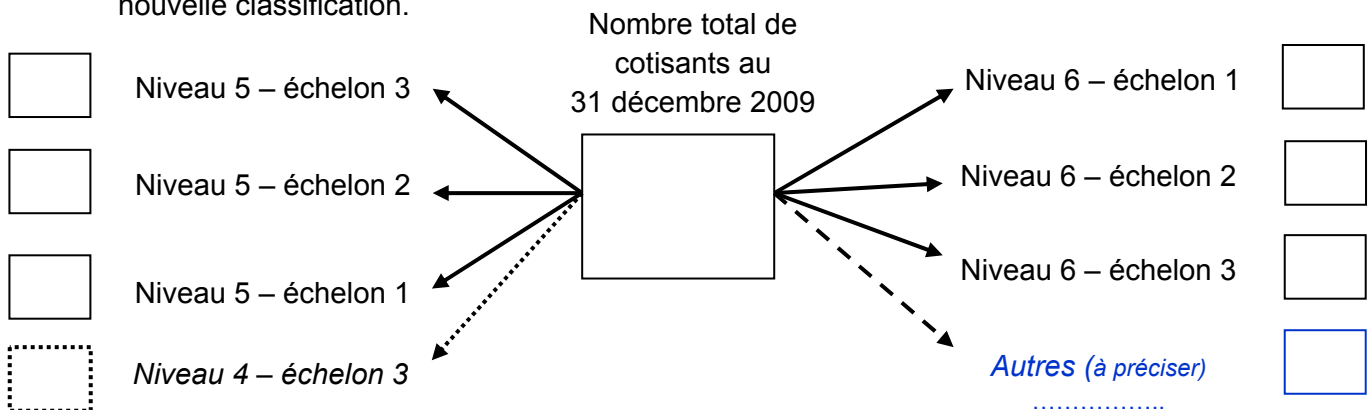 nouvelle classification.
Nombre total de
cotisants au
31 décembre 2009
Niveau 5 – échelon 3
Niveau 5 – échelon 2
Niveau 5 – échelon 1
Niveau 4 – échelon 3
Niveau 6 – échelon 1
Niveau 6 – échelon 2
Niveau 6 – échelon 3
Autres (à préciser)
……………..